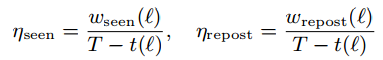 η_seen = w_seen(ℓ) / (T − t(ℓ)), η_repost = w_repost(ℓ) / (T − t(ℓ))